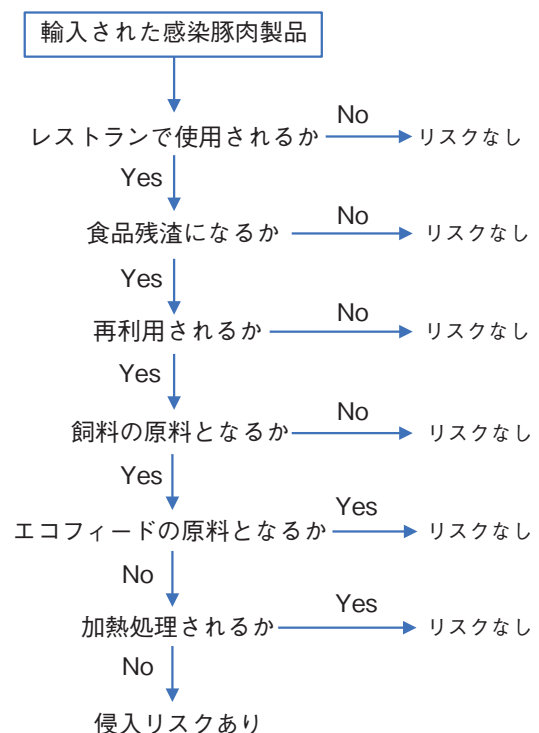 輸入された感染豚肉製品
No
レストランで使用されるか
リスクなし
Yes
No
食品残渣になるか
リスクなし
Yes
No
再利用されるか
リスクなし
Yes
No
飼料の原料となるか
リスクなし
Yes
Yes
エコフィードの原料となるか
リスクなし
No
Yes
加熱処理されるか
リスクなし
No
侵入リスクあり